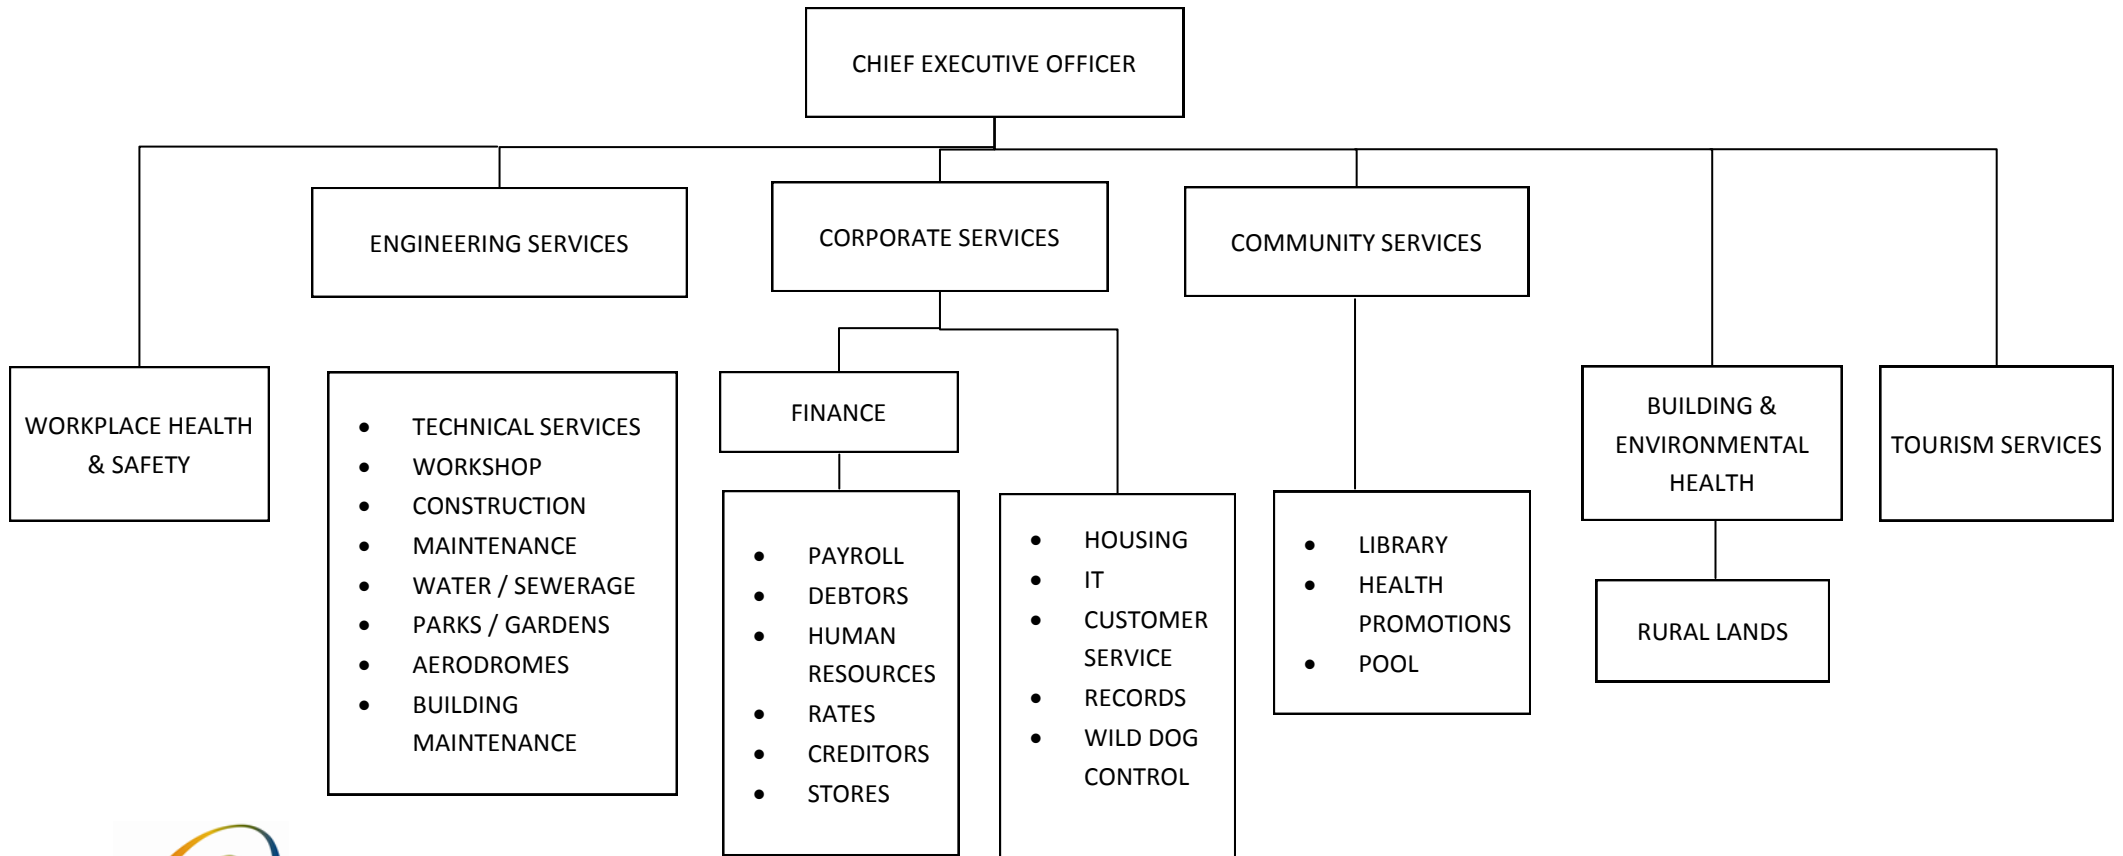 CHIEF EXECUTIVE OFFICER
ENGINEERING SERVICES
CORPORATE SERVICES
COMMUNITY SERVICES
WORKPLACE HEALTH
& SAFETY
• TECHNICAL SERVICES
• WORKSHOP
• CONSTRUCTION
• MAINTENANCE
• WATER / SEWERAGE
• PARKS / GARDENS
• AERODROMES
• BUILDING
MAINTENANCE
FINANCE
• PAYROLL
• DEBTORS
• HUMAN
RESOURCES
• RATES
• CREDITORS
• STORES
• HOUSING
• IT
• CUSTOMER
SERVICE
• RECORDS
• WILD DOG
CONTROL
• LIBRARY
• HEALTH
PROMOTIONS
• POOL
BUILDING &
ENVIRONMENTAL
HEALTH
RURAL LANDS
TOURISM SERVICES